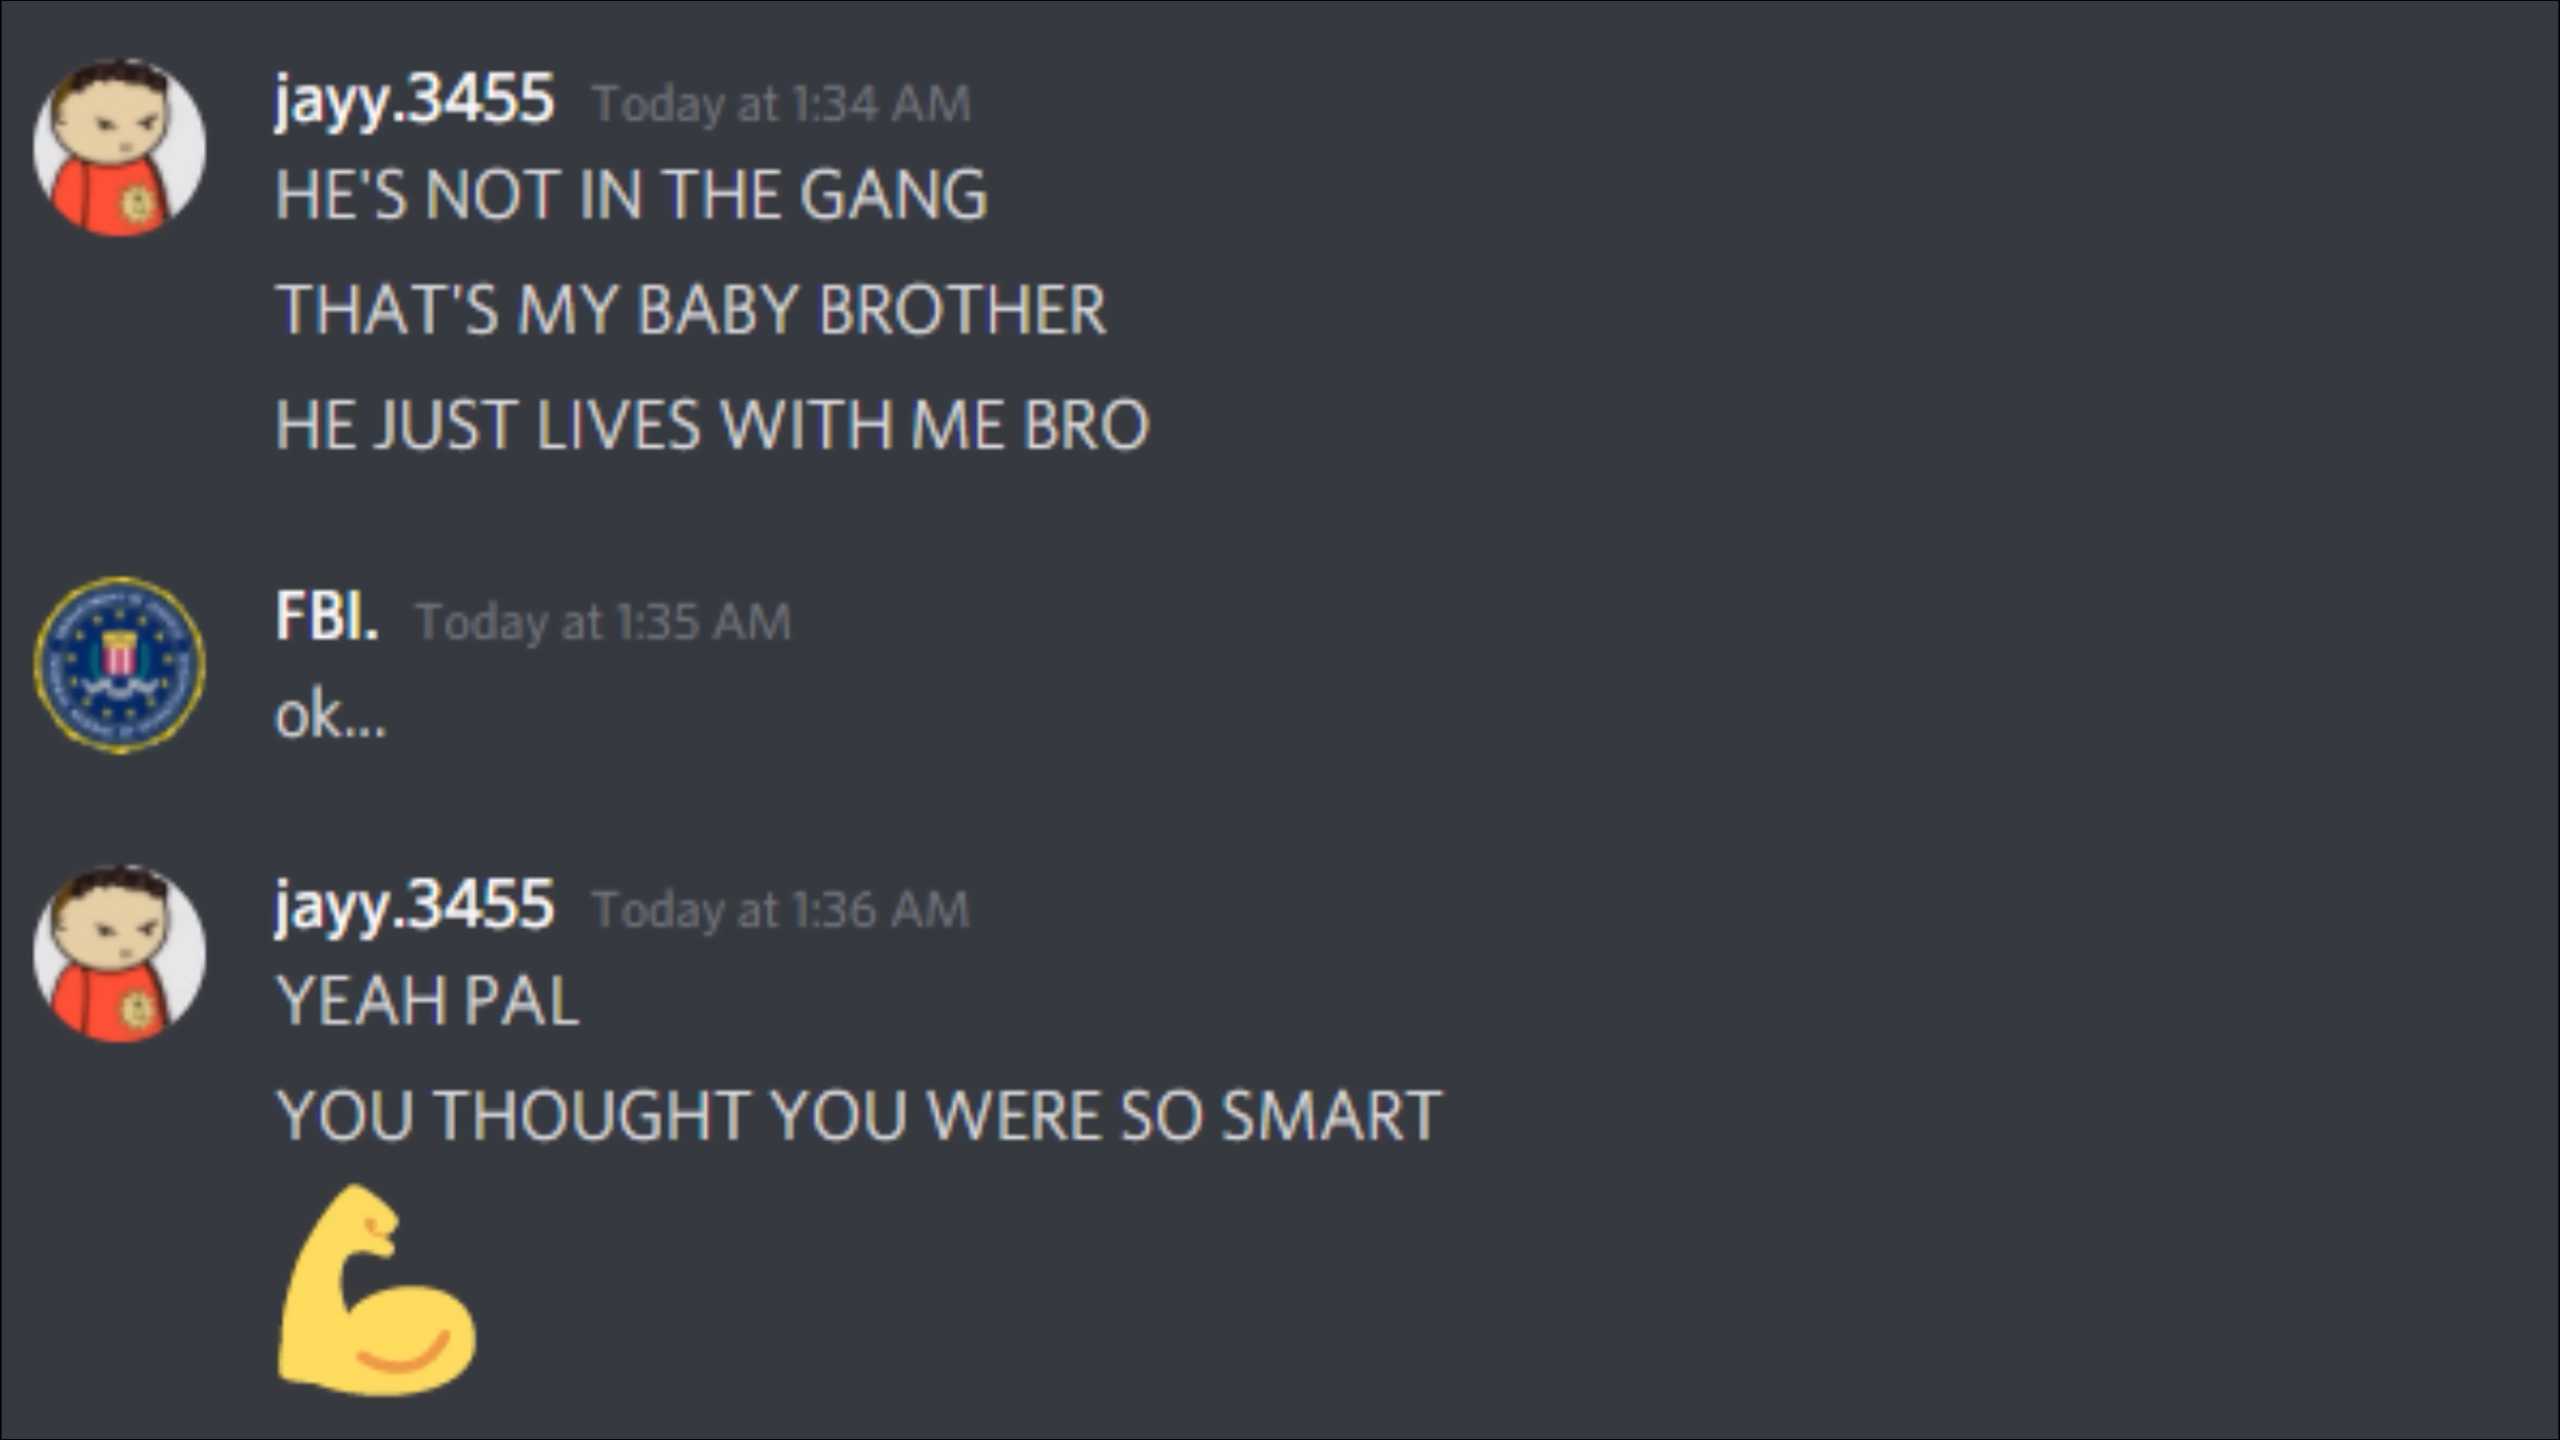 jayy.3455 Today at 1:34 AM
HE'S NOT IN THE GANG
THAT'S MY BABY BROTHER
HE JUST LIVES WITH ME BRO
FBI. Today at 1:35 AM
ok...
jayy.3455 Today at 1:36 AM
YEAH PAL
YOU THOUGHT YOU WERE SO SMART